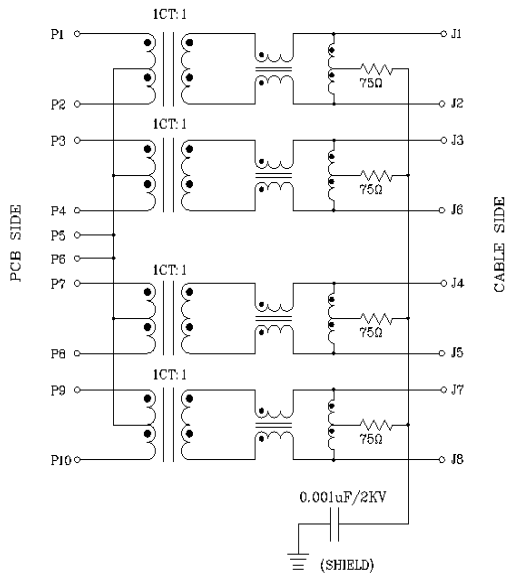 1CT:1
P1 J1
75Ω
P2 J2
1CT:1
P3 J3
75Ω
P4 J6
P5
P6
PCB SIDE
CABLE SIDE
1CT:1
P7 J4
75Ω
P8 J5
1CT:1
P9 J7
75Ω
P10 J8
0.001uF/2KV
(SHIELD)